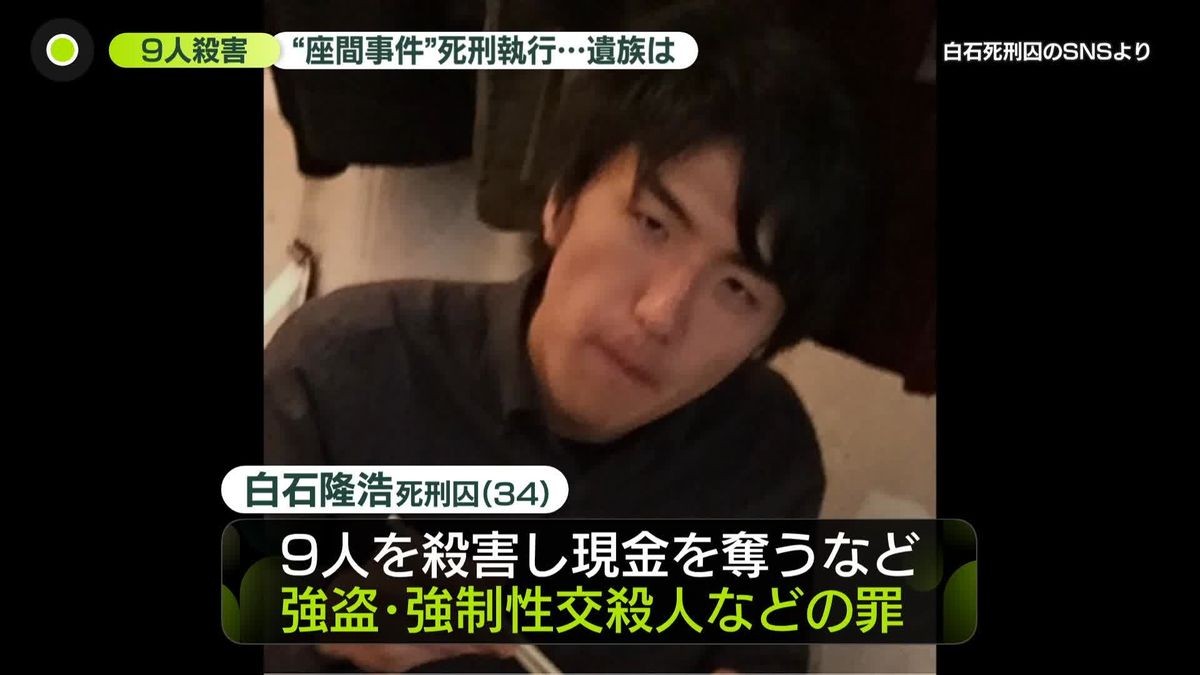 9人殺害
“座間事件”死刑執行…遺族は
白石死刑囚のSNSより
白石隆浩死刑囚(34)
9人を殺害し現金を奪うなど
強盗・強制性交殺人などの罪